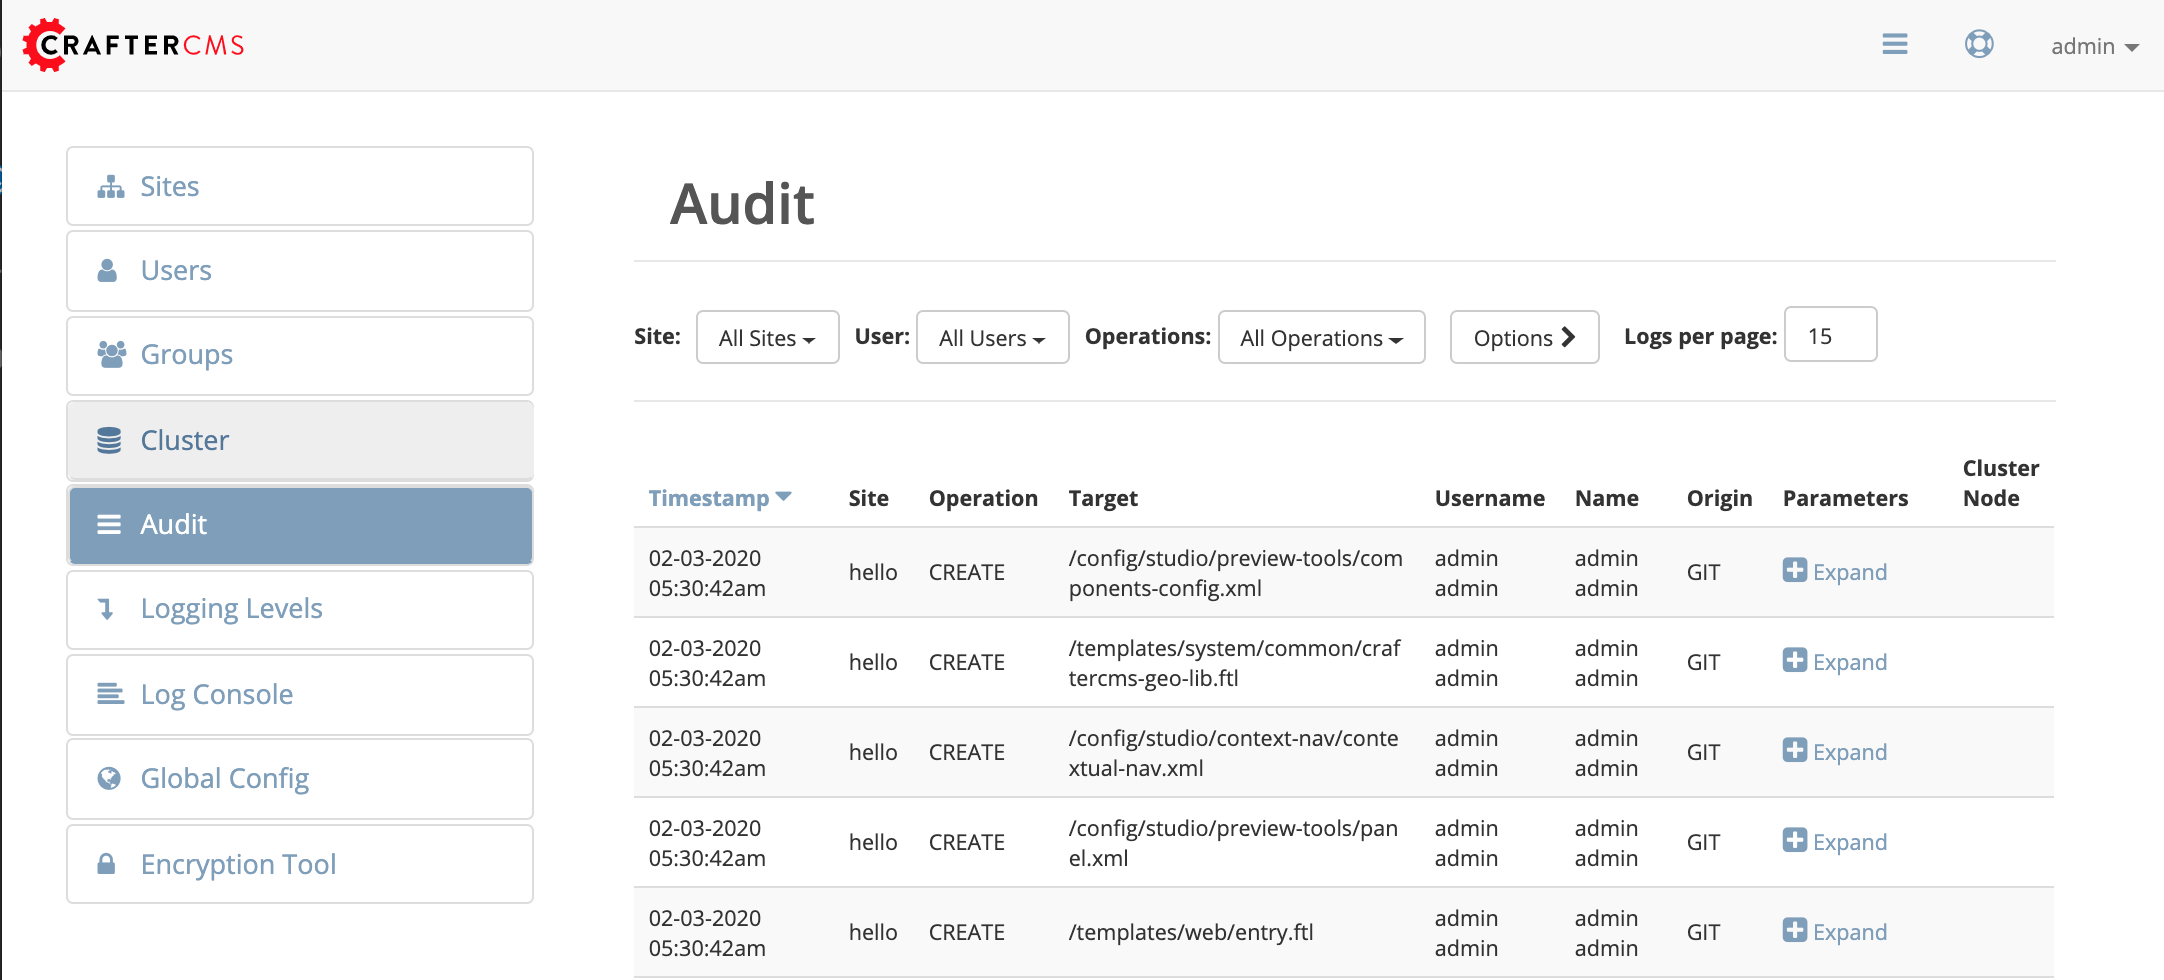 CRAFTERCMS
admin
Sites
Users
Groups
Cluster
Audit
Logging Levels
Log Console
Global Config
Encryption Tool
Audit
Site: All Sites User: All Users Operations: All Operations Options Logs per page: 15
Timestamp Site Operation Target Username Name Origin Parameters Cluster Node
02-03-2020 05:30:42am hello CREATE /config/studio/preview-tools/components-config.xml admin admin admin admin GIT Expand
02-03-2020 05:30:42am hello CREATE /templates/system/common/craftercms-geo-lib.ftl admin admin admin admin GIT Expand
02-03-2020 05:30:42am hello CREATE /config/studio/context-nav/contextual-nav.xml admin admin admin admin GIT Expand
02-03-2020 05:30:42am hello CREATE /config/studio/preview-tools/panel.xml admin admin admin admin GIT Expand
02-03-2020 05:30:42am hello CREATE /templates/web/entry.ftl admin admin admin admin GIT Expand